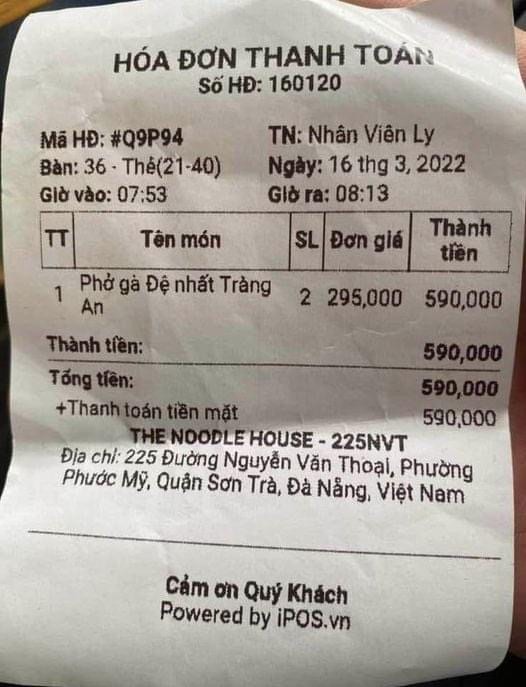 HÓA ĐƠN THANH TOÁN
Số HĐ: 160120
Mã HĐ: #Q9P94 TN: Nhân Viên Ly
Bàn: 36 - Thẻ(21-40) Ngày: 16 thg 3, 2022
Giờ vào: 07:53 Giờ ra: 08:13
TT Tên món SL Đơn giá Thành tiền
1 Phở gà Đệ nhất Tràng An 2 295,000 590,000
Thành tiền: 590,000
Tổng tiền: 590,000
+Thanh toán tiền mặt 590,000
THE NOODLE HOUSE - 225NVT
Địa chỉ: 225 Đường Nguyễn Văn Thoại, Phường
Phước Mỹ, Quận Sơn Trà, Đà Nẵng, Việt Nam
Cảm ơn Quý Khách
Powered by iPOS.vn